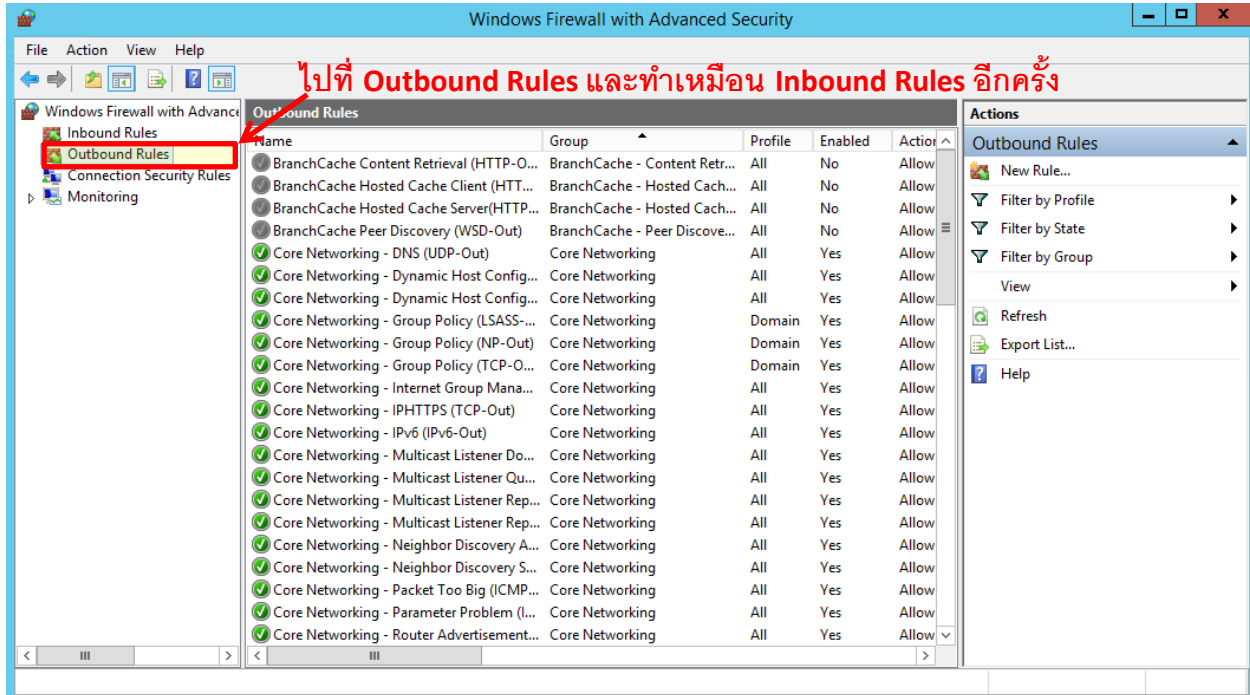 Windows Firewall with Advanced Security
File Action View Help
ไปที่ Outbound Rules และทำเหมือน Inbound Rules อีกครั้ง
Windows Firewall with Advance
Inbound Rules
Outbound Rules
Connection Security Rules
Monitoring
Outbound Rules
Name Group Profile Enabled Action
BranchCache Content Retrieval (HTTP-O... BranchCache - Content Retr... All No Allow
BranchCache Hosted Cache Client (HTT... BranchCache - Hosted Cach... All No Allow
BranchCache Hosted Cache Server(HTTP... BranchCache - Hosted Cach... All No Allow
BranchCache Peer Discovery (WSD-Out) BranchCache - Peer Discove... All No Allow
Core Networking - DNS (UDP-Out) Core Networking All Yes Allow
Core Networking - Dynamic Host Config... Core Networking All Yes Allow
Core Networking - Dynamic Host Config... Core Networking All Yes Allow
Core Networking - Group Policy (LSASS-... Core Networking Domain Yes Allow
Core Networking - Group Policy (NP-Out) Core Networking Domain Yes Allow
Core Networking - Group Policy (TCP-O... Core Networking Domain Yes Allow
Core Networking - Internet Group Mana... Core Networking All Yes Allow
Core Networking - IPHTTPS (TCP-Out) Core Networking All Yes Allow
Core Networking - IPv6 (IPv6-Out) Core Networking All Yes Allow
Core Networking - Multicast Listener Do... Core Networking All Yes Allow
Core Networking - Multicast Listener Qu... Core Networking All Yes Allow
Core Networking - Multicast Listener Rep... Core Networking All Yes Allow
Core Networking - Multicast Listener Rep... Core Networking All Yes Allow
Core Networking - Neighbor Discovery A... Core Networking All Yes Allow
Core Networking - Neighbor Discovery S... Core Networking All Yes Allow
Core Networking - Packet Too Big (ICMP... Core Networking All Yes Allow
Core Networking - Parameter Problem (I... Core Networking All Yes Allow
Core Networking - Router Advertisement... Core Networking All Yes Allow
Actions
Outbound Rules
New Rule...
Filter by Profile
Filter by State
Filter by Group
View
Refresh
Export List...
Help